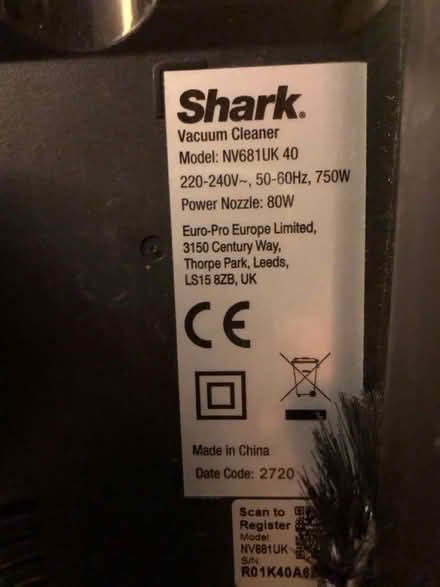 Shark.
Vacuum Cleaner
Model: NV681UK 40
220-240V~, 50-60Hz, 750W
Power Nozzle: 80W
Euro-Pro Europe Limited,
3150 Century Way,
Thorpe Park, Leeds,
LS15 8ZB, UK
CE
Made in China
Date Code: 2720
Scan to
Register
Model:
NV681UK
S/N: